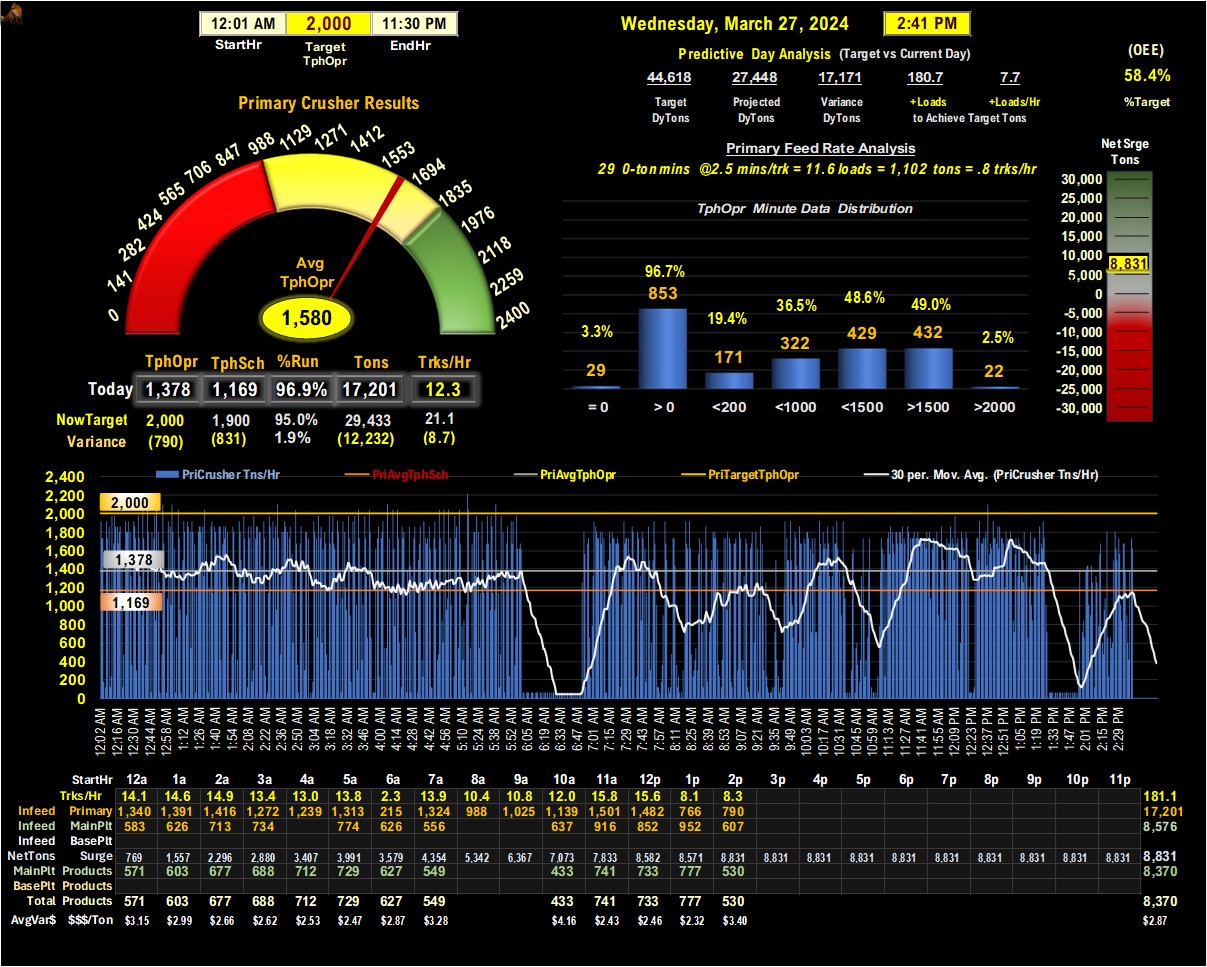 12:01 AM 2,000 11:30 PM
StartHr Target TphOpr EndHr
Wednesday, March 27, 2024 2:41 PM
Predictive Day Analysis (Target vs Current Day)
44,618 27,448 17,171 180.7 7.7
Target DyTons Projected DyTons Variance DyTons +Loads +Loads/Hr
to Achieve Target Tons
(OEE)
58.4%
%Target
Primary Crusher Results
0 141 282 424 565 706 847 988 1129 1271 1412 1553 1694 1835 1976 2118 2259 2400
Avg
TphOpr
1,580
TphOpr TphSch %Run Tons Trks/Hr
Today 1,378 1,169 96.9% 17,201 12.3
NowTarget 2,000 1,900 95.0% 29,433 21.1
Variance (790) (831) 1.9% (12,232) (8.7)
Primary Feed Rate Analysis
29 0-ton mins @2.5 mins/trk = 11.6 loads = 1,102 tons = .8 trks/hr
TphOpr Minute Data Distribution
3.3% 96.7% 19.4% 36.5% 48.6% 49.0% 2.5%
29 853 171 322 429 432 22
= 0 > 0 <200 <1000 <1500 >1500 >2000
Net Srge
Tons
30,000
25,000
20,000
15,000
10,000
8,831
5,000
0
-5,000
-10,000
-15,000
-20,000
-25,000
-30,000
PriCrusher Tns/Hr PriAvgTphSch PriAvgTphOpr PriTargetTphOpr 30 per. Mov. Avg. (PriCrusher Tns/Hr)
2,400
2,200
2,000
1,800
1,600
1,400
1,200
1,000
800
600
400
200
0
2,000
1,378
1,169
12:02 AM 12:16 AM 12:30 AM 12:44 AM 12:58 AM 1:12 AM 1:26 AM 1:40 AM 1:54 AM 2:08 AM 2:22 AM 2:36 AM 2:50 AM 3:04 AM 3:18 AM 3:32 AM 3:46 AM 4:00 AM 4:14 AM 4:28 AM 4:42 AM 4:56 AM 5:10 AM 5:24 AM 5:38 AM 5:52 AM 6:05 AM 6:19 AM 6:33 AM 6:47 AM 7:01 AM 7:15 AM 7:29 AM 7:43 AM 7:57 AM 8:11 AM 8:25 AM 8:39 AM 8:53 AM 9:07 AM 9:21 AM 9:35 AM 9:49 AM 10:03 AM 10:17 AM 10:31 AM 10:45 AM 10:59 AM 11:13 AM 11:27 AM 11:41 AM 11:55 AM 12:09 PM 12:23 PM 12:37 PM 12:51 PM 1:05 PM 1:19 PM 1:33 PM 1:47 PM 2:01 PM 2:15 PM 2:29 PM
StartHr 12a 1a 2a 3a 4a 5a 6a 7a 8a 9a 10a 11a 12p 1p 2p 3p 4p 5p 6p 7p 8p 9p 10p 11p
Trks/Hr 14.1 14.6 14.9 13.4 13.0 13.8 2.3 13.9 10.4 10.8 12.0 15.8 15.6 8.1 8.3 181.1
Infeed Primary 1,340 1,391 1,416 1,272 1,239 1,313 215 1,324 988 1,025 1,139 1,501 1,482 766 790 17,201
Infeed MainPlt 583 626 713 734 774 626 556 637 916 852 952 607 8,576
Infeed BasePlt
NetTons Surge 769 1,557 2,296 2,880 3,407 3,991 3,579 4,354 5,342 6,367 7,073 7,833 8,582 8,571 8,831 8,831 8,831 8,831 8,831 8,831 8,831 8,831 8,831 8,831 8,831
MainPlt Products 571 603 677 688 712 729 627 549 433 741 733 777 530 8,370
BasePlt Products
Total Products 571 603 677 688 712 729 627 549 433 741 733 777 530 8,370
AvgVar$ $$$/Ton $3.15 $2.99 $2.66 $2.62 $2.53 $2.47 $2.87 $3.28 $4.16 $2.43 $2.46 $2.32 $3.40 $2.87